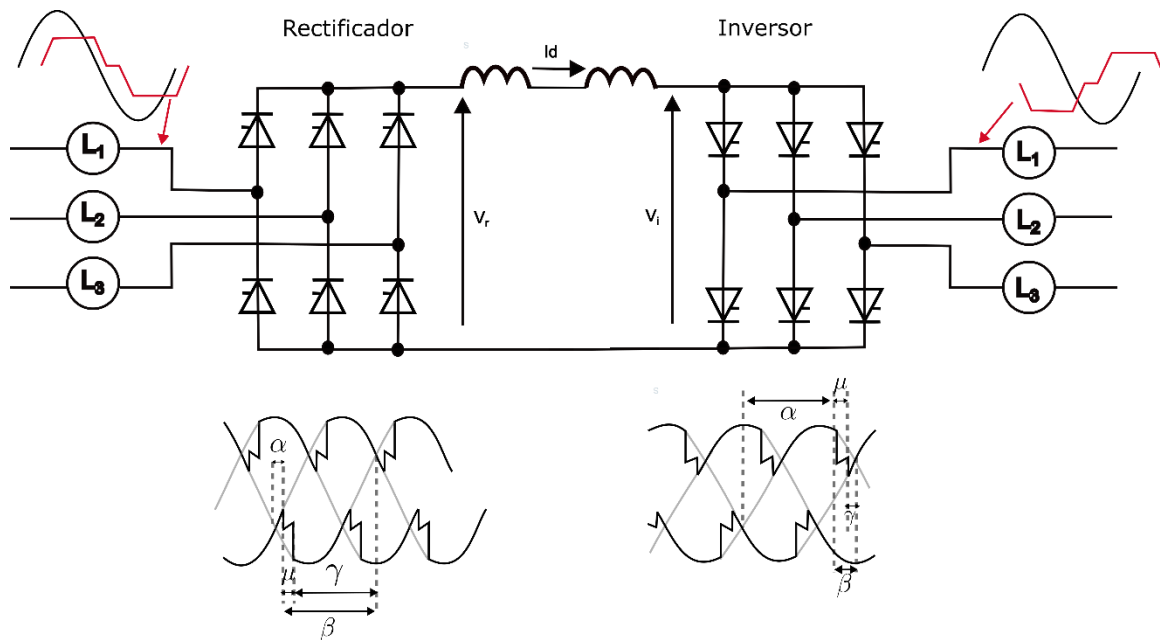 Rectificador
Inversor
s
Id
L1
L2
L3
Vr
Vi
L1
L2
L3
s
α
μ
γ
β
α
μ
γ
β